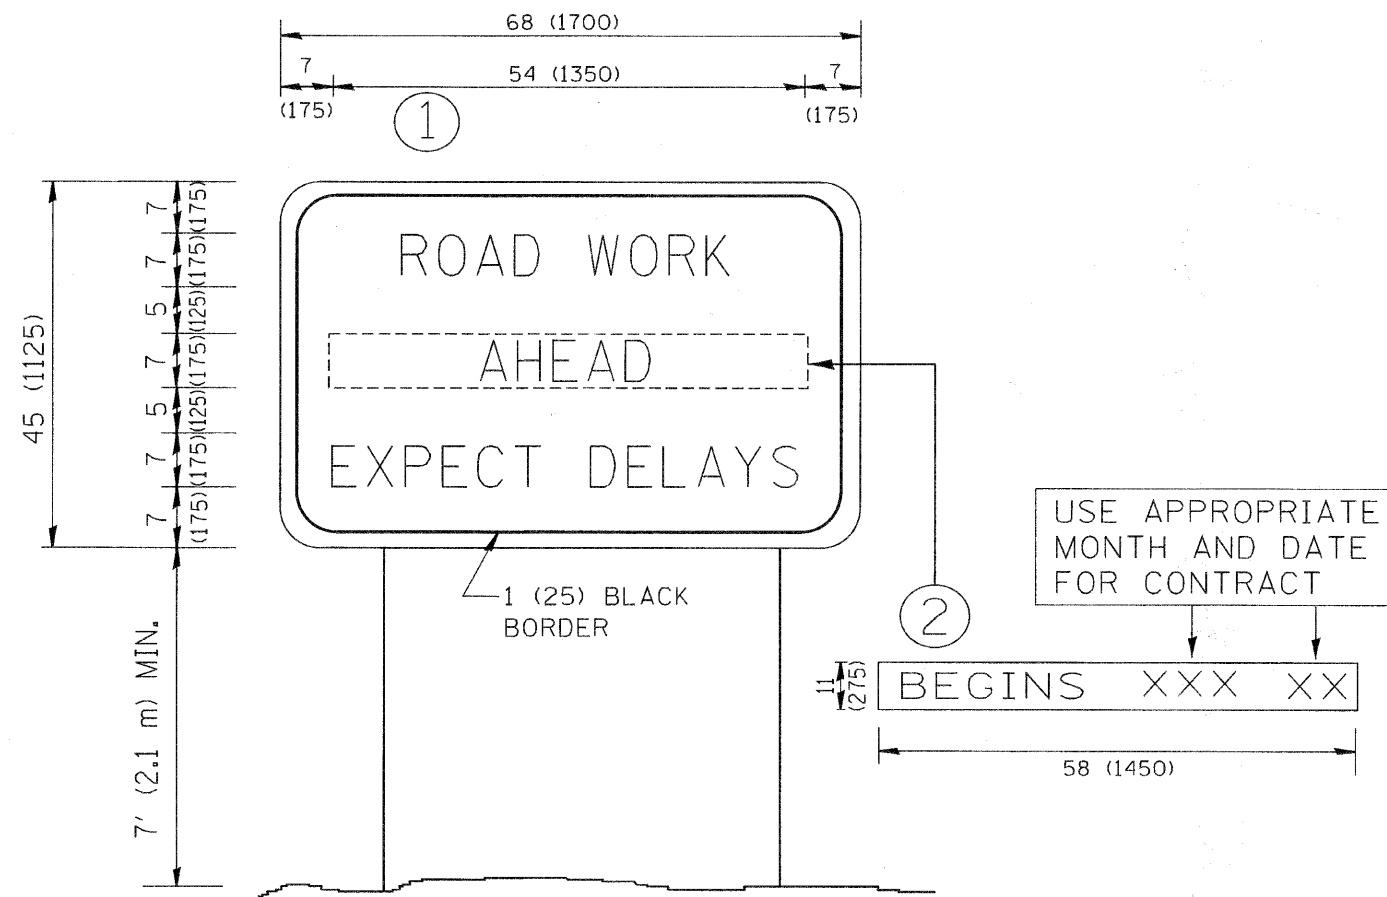 68 (1700)
7
54 (1350)
7
(175)
(175)
1
45 (1125)
7
(175)
7
(175)
5
(125)
7
(175)
5
(125)
7
(175)
7
(175)
ROAD WORK
AHEAD
EXPECT DELAYS
1 (25) BLACK
BORDER
7' (2.1 m) MIN.
USE APPROPRIATE
MONTH AND DATE
FOR CONTRACT
2
11
(275)
BEGINS XXX XX
58 (1450)